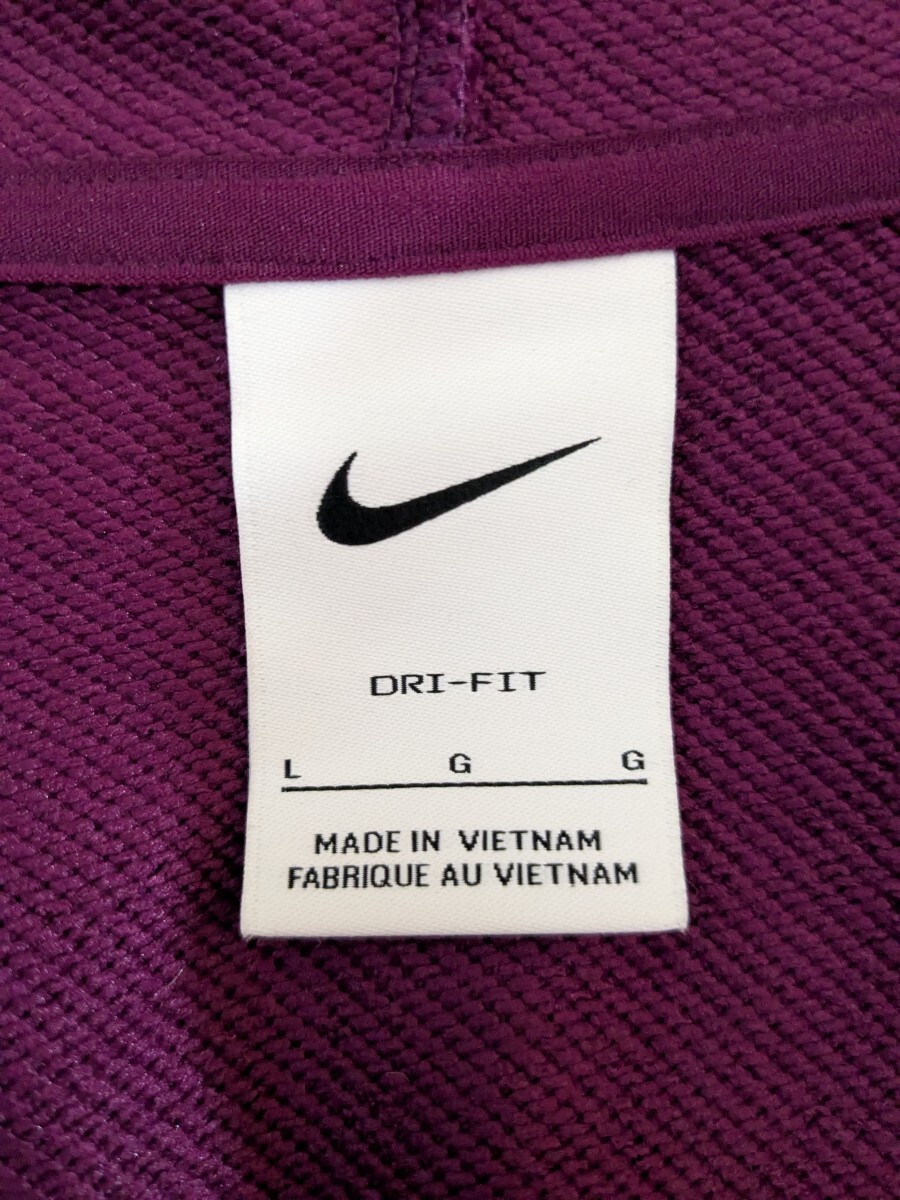 DRI-FIT
L G G
MADE IN VIETNAM
FABRIQUE AU VIETNAM